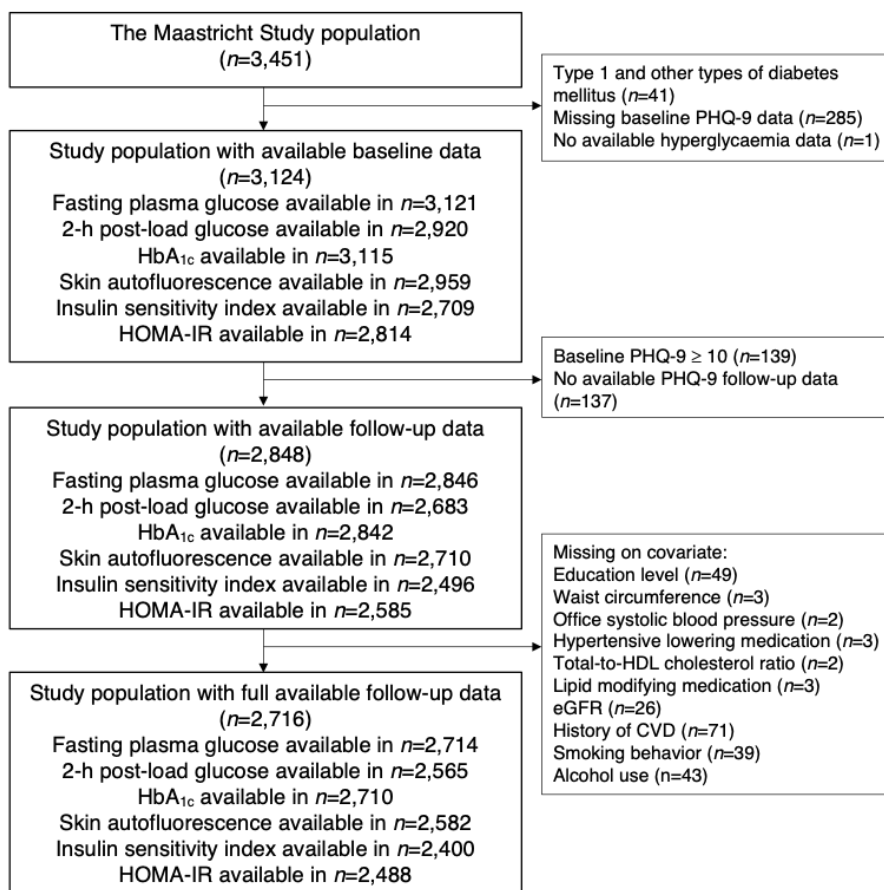 The Maastricht Study population
(n=3,451)
Type 1 and other types of diabetes
mellitus (n=41)
Missing baseline PHQ-9 data (n=285)
No available hyperglycaemia data (n=1)
Study population with available baseline data
(n=3,124)
Fasting plasma glucose available in n=3,121
2-h post-load glucose available in n=2,920
HbA1c available in n=3,115
Skin autofluorescence available in n=2,959
Insulin sensitivity index available in n=2,709
HOMA-IR available in n=2,814
Baseline PHQ-9 ≥ 10 (n=139)
No available PHQ-9 follow-up data
(n=137)
Study population with available follow-up data
(n=2,848)
Fasting plasma glucose available in n=2,846
2-h post-load glucose available in n=2,683
HbA1c available in n=2,842
Skin autofluorescence available in n=2,710
Insulin sensitivity index available in n=2,496
HOMA-IR available in n=2,585
Missing on covariate:
Education level (n=49)
Waist circumference (n=3)
Office systolic blood pressure (n=2)
Hypertensive lowering medication (n=3)
Total-to-HDL cholesterol ratio (n=2)
Lipid modifying medication (n=3)
eGFR (n=26)
History of CVD (n=71)
Smoking behavior (n=39)
Alcohol use (n=43)
Study population with full available follow-up data
(n=2,716)
Fasting plasma glucose available in n=2,714
2-h post-load glucose available in n=2,565
HbA1c available in n=2,710
Skin autofluorescence available in n=2,582
Insulin sensitivity index available in n=2,400
HOMA-IR available in n=2,488